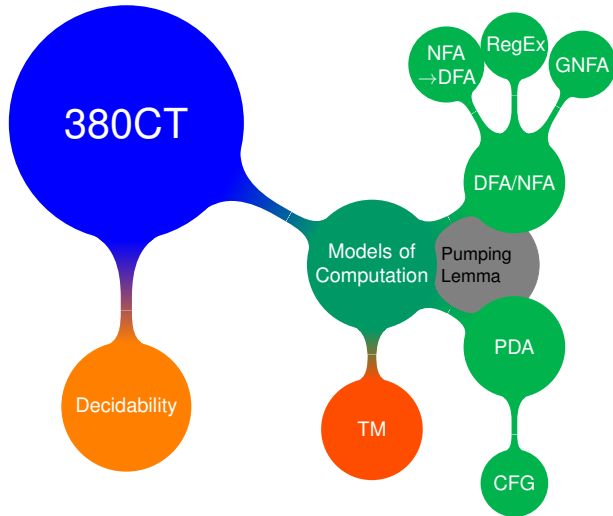 NFA
→DFA
RegEx
GNFA
380CT
DFA/NFA
Models of
Computation
Pumping
Lemma
PDA
Decidability
TM
CFG